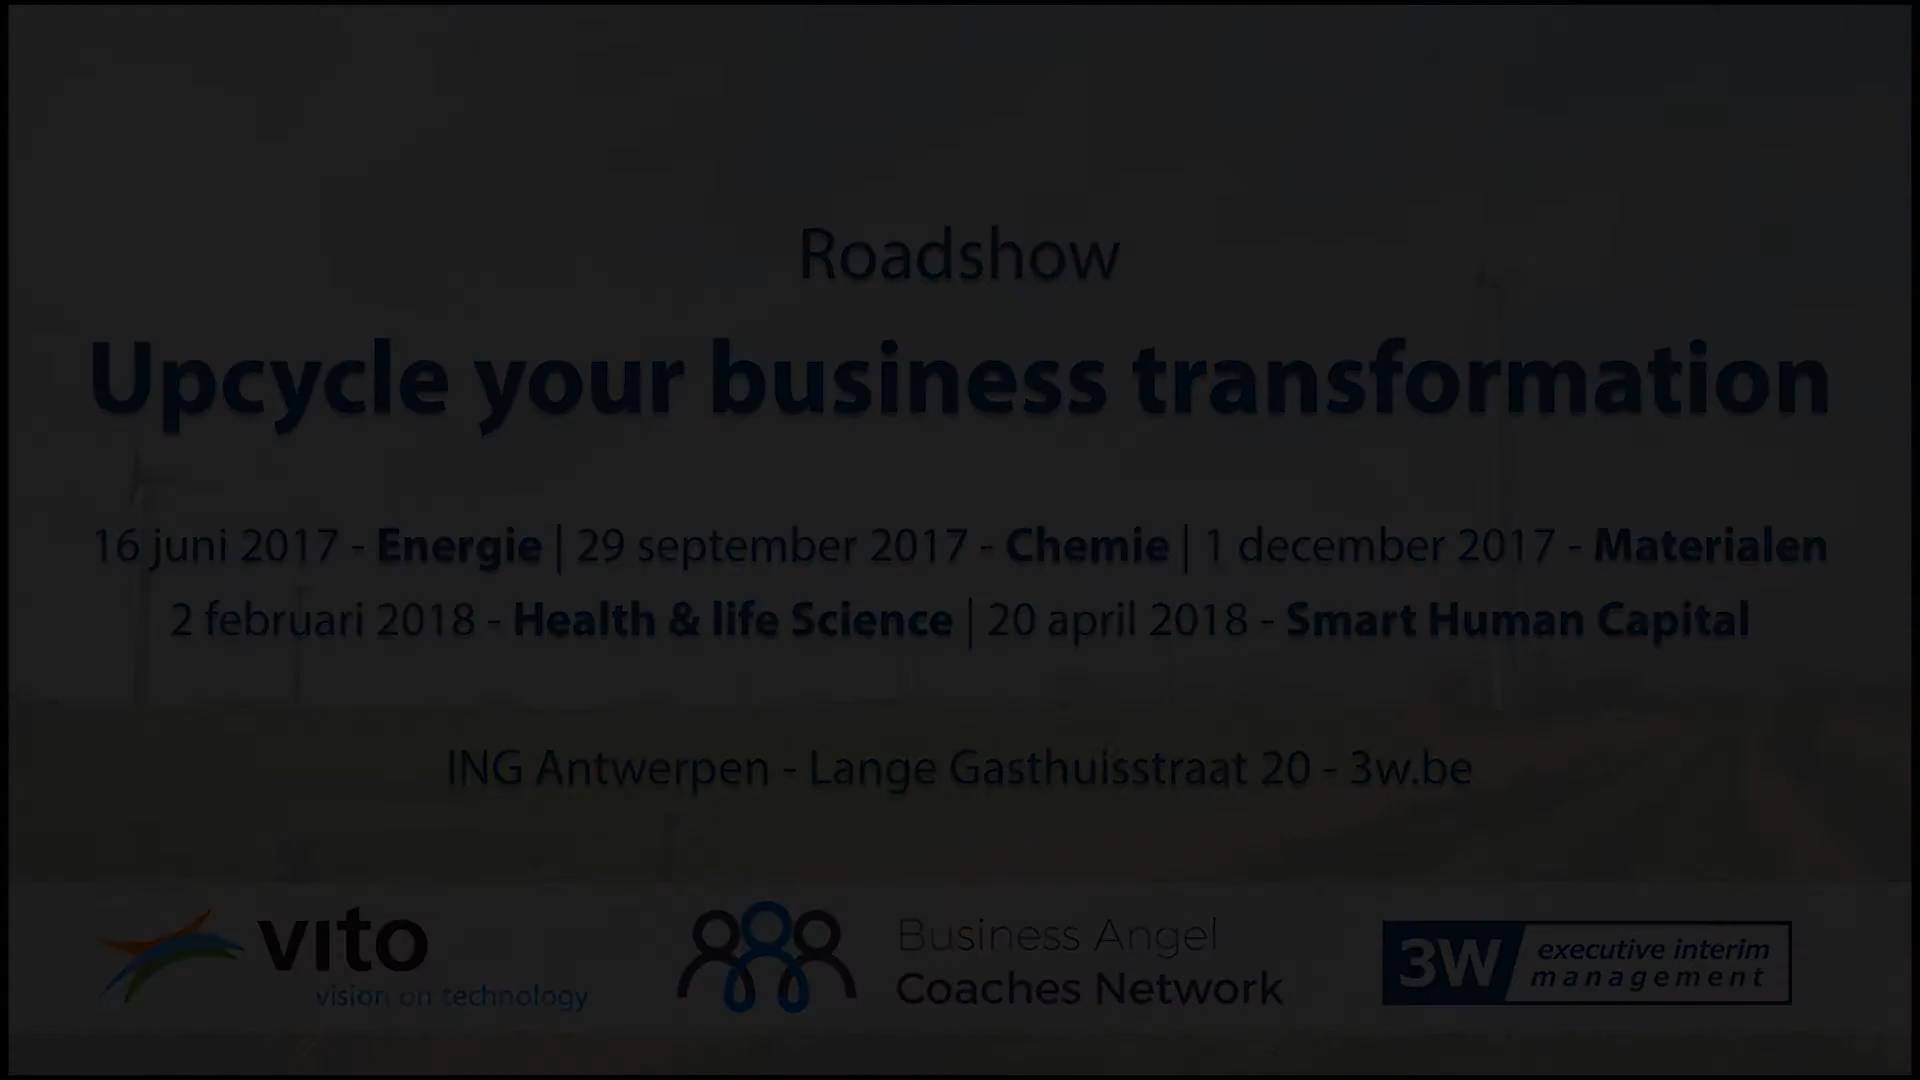 Roadshow
Upcycle your business transformation
16 juni 2017 - Energie | 29 september 2017 - Chemie | 1 december 2017 - Materialen
2 februari 2018 - Health & life Science | 20 april 2018 - Smart Human Capital
ING Antwerpen - Lange Gasthuisstraat 20 - 3w.be
vito
vision on technology
Business Angel
Coaches Network
3W executive interim
management